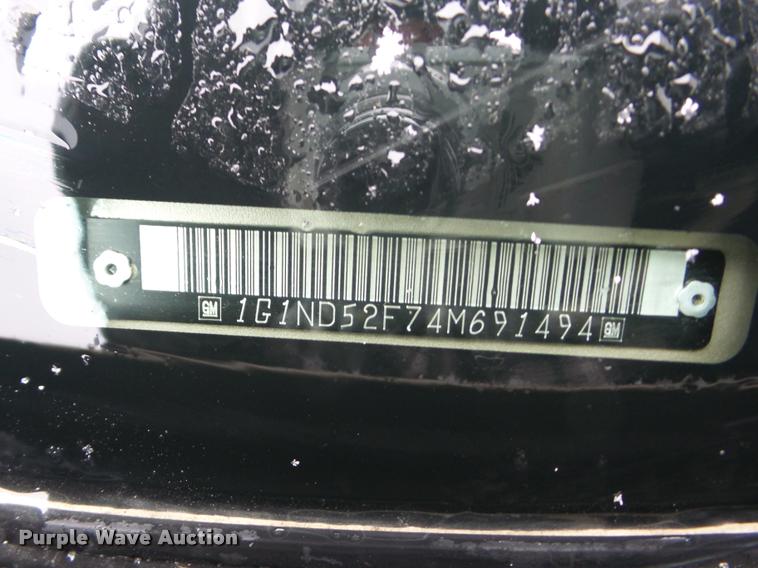 GM 1G1ND52F74M691494 GM
Purple Wave Auction